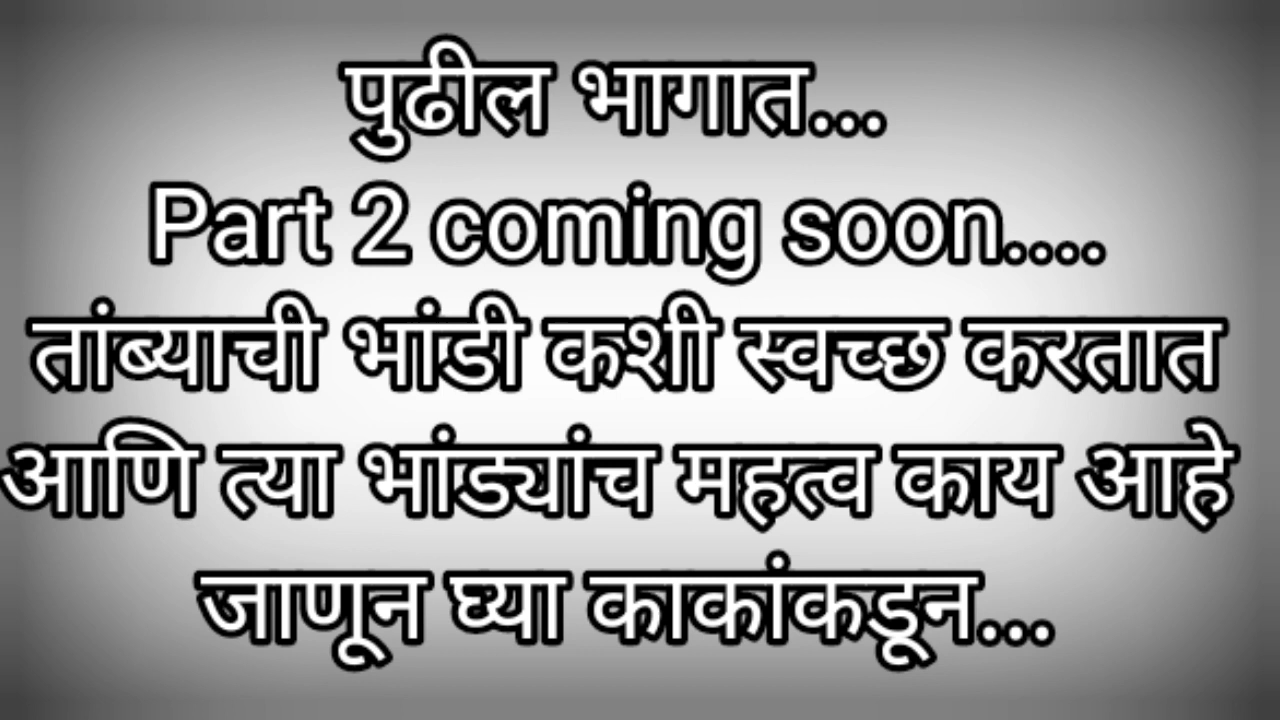 पुढील भागात...
Part 2 coming soon....
तांब्याची भांडी कशी स्वच्छ करतात
आणि त्या भांड्यांच महत्व काय आहे
जाणून घ्या काकांकडून...